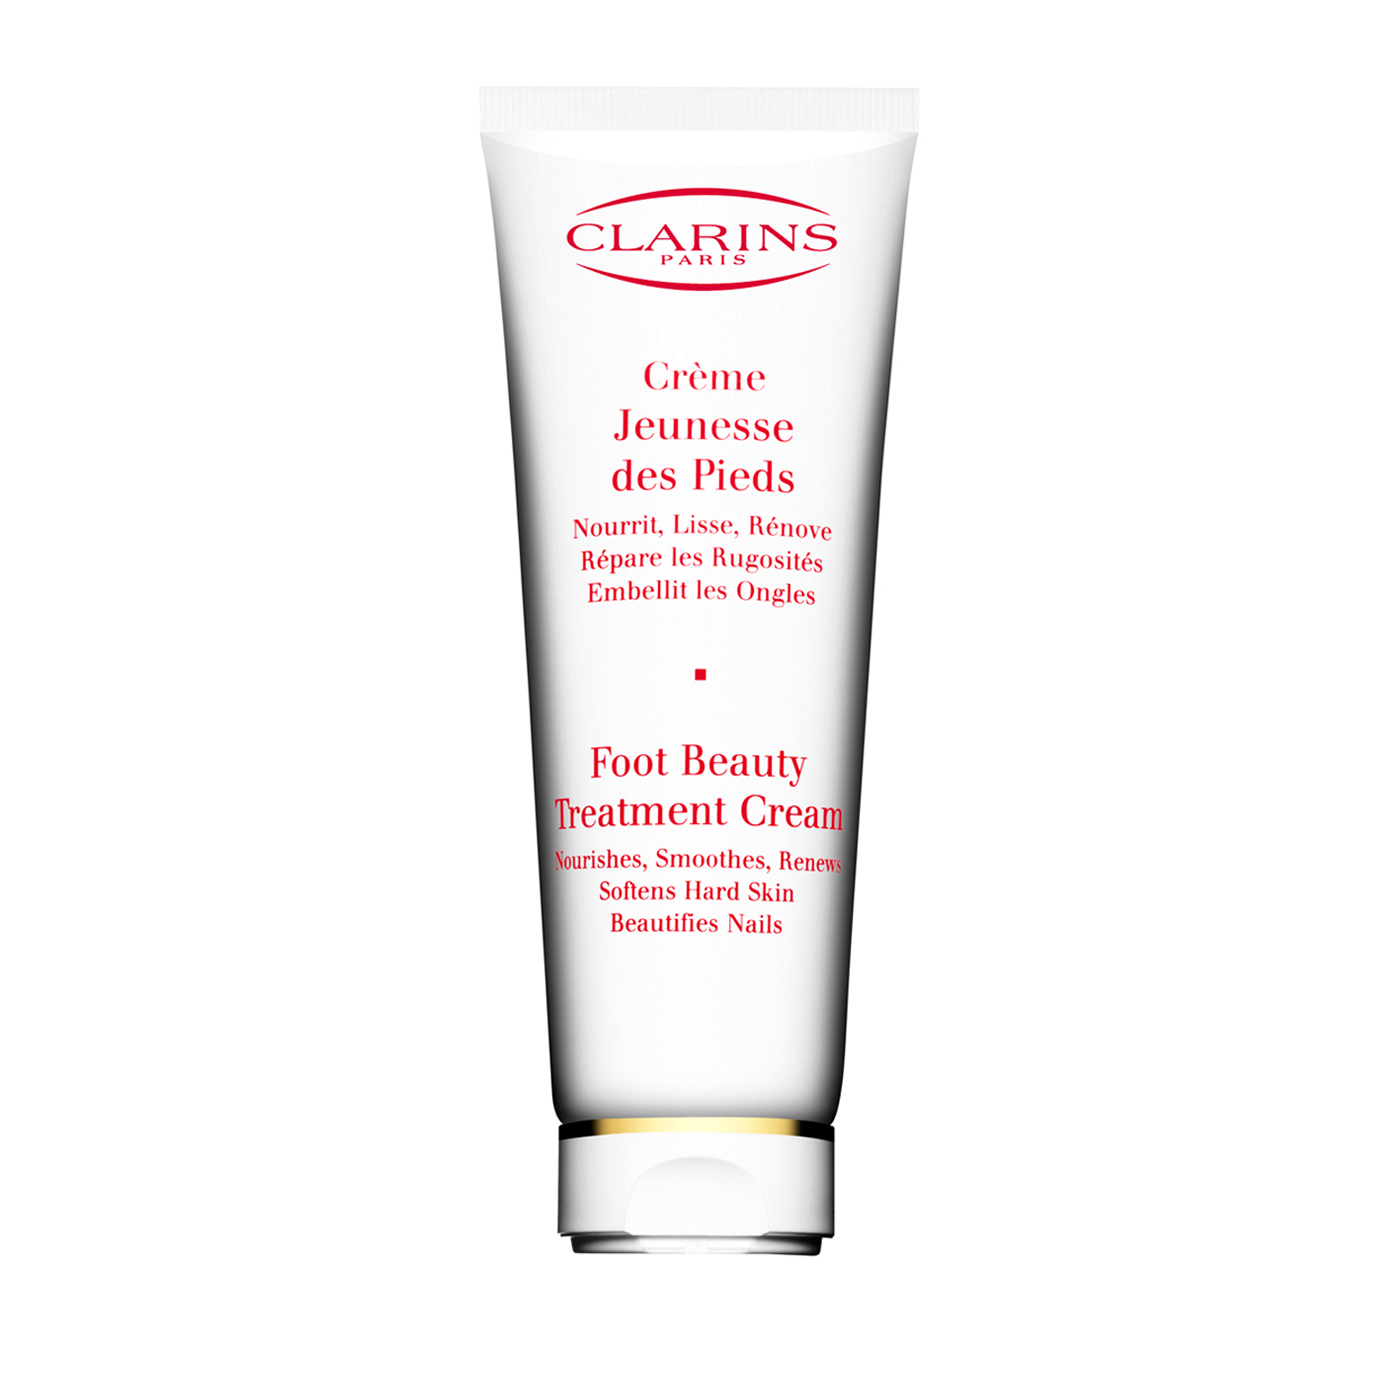 CLARINS
PARIS
Crème
Jeunesse
des Pieds
Nourrit, Lisse, Rénove
Répare les Rugosités
Embellit les Ongles
Foot Beauty
Treatment Cream
Nourishes, Smoothes, Renews
Softens Hard Skin
Beautifies Nails